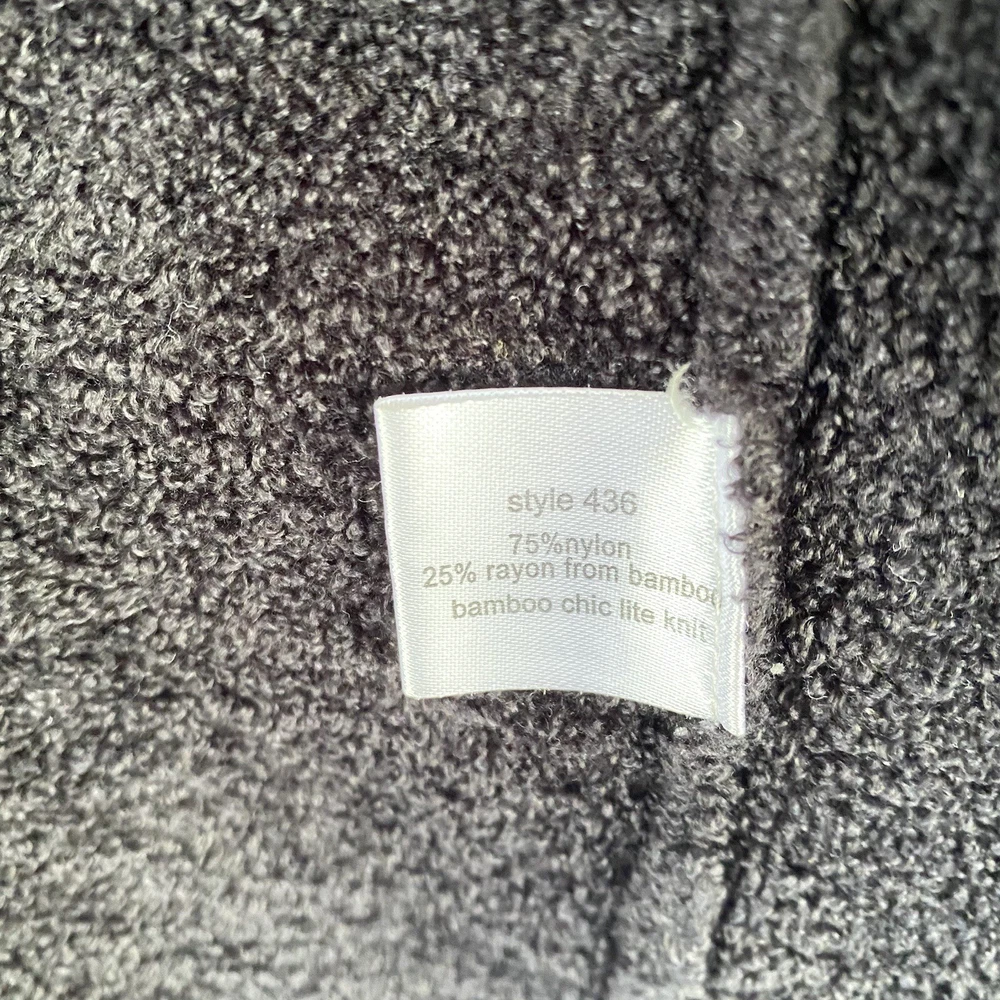 style 436
75%nylon
25% rayon from bamboo
bamboo chic lite knit